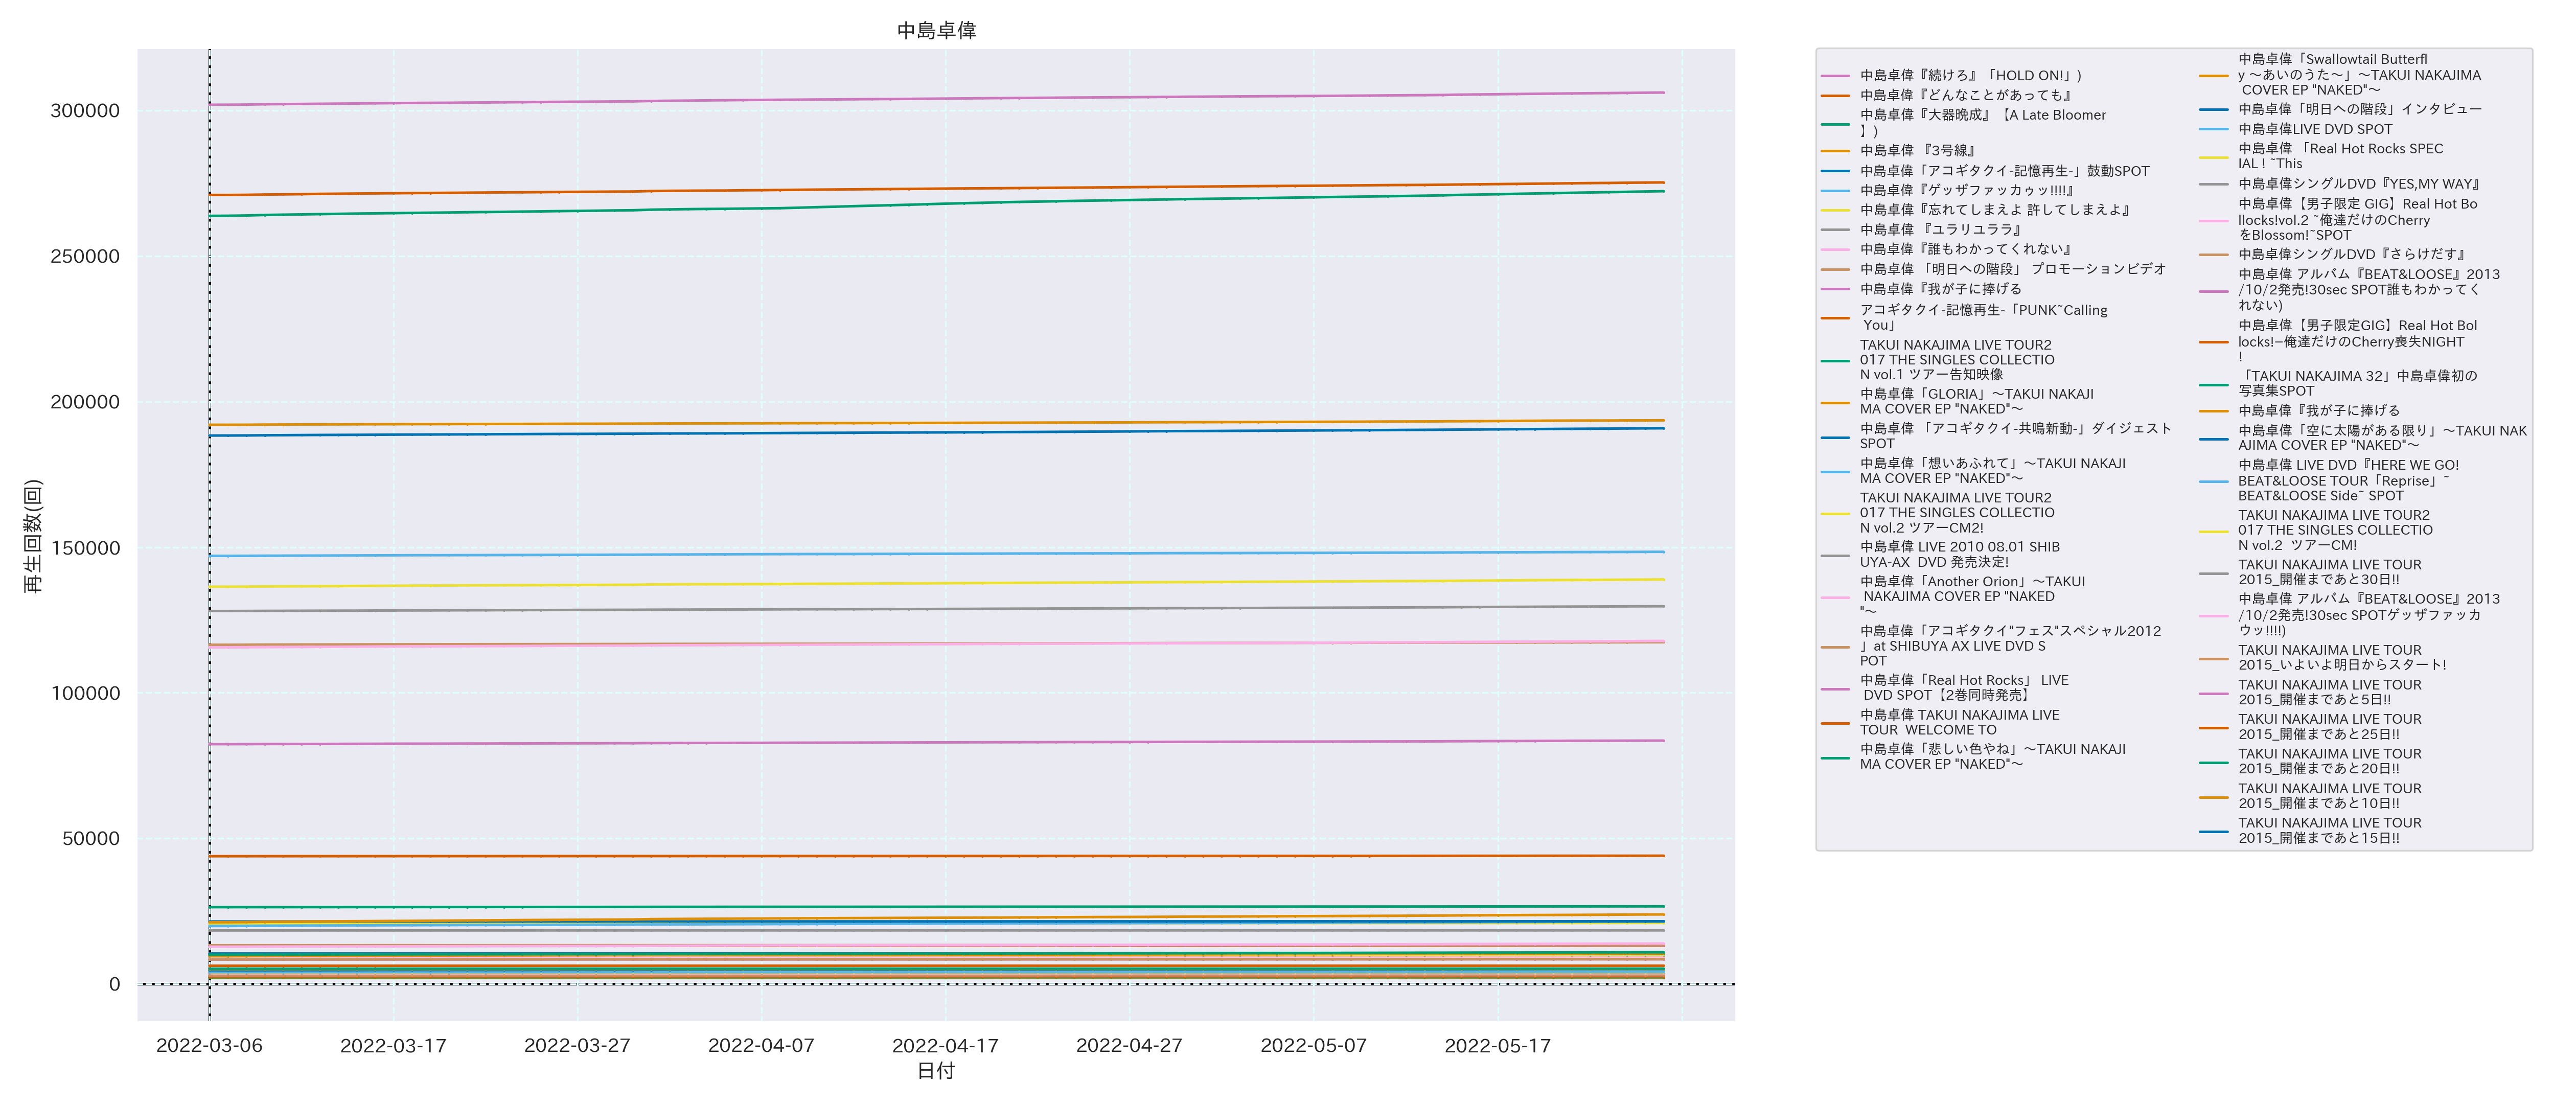 中島卓偉
300000
250000
200000
150000
100000
50000
0
再生回数(回)
2022-03-06
2022-03-17
2022-03-27
2022-04-07
2022-04-17
2022-04-27
2022-05-07
2022-05-17
日付
中島卓偉『続けろ』「HOLD ON!」)
中島卓偉『どんなことがあっても』
中島卓偉『大器晩成』【A Late Bloomer
】)
中島卓偉 『3号線』
中島卓偉「アコギタクイ-記憶再生-」鼓動SPOT
中島卓偉『ゲッザファッカゥッ!!!!』
中島卓偉『忘れてしまえよ 許してしまえよ』
中島卓偉 『ユラリユララ』
中島卓偉『誰もわかってくれない』
中島卓偉 「明日への階段」 プロモーションビデオ
中島卓偉『我が子に捧げる
アコギタクイ-記憶再生-「PUNK~Calling
You」
TAKUI NAKAJIMA LIVE TOUR2
017 THE SINGLES COLLECTIO
N vol.1 ツアー告知映像
中島卓偉「GLORIA」〜TAKUI NAKAJI
MA COVER EP "NAKED"〜
中島卓偉 「アコギタクイ-共鳴新動-」ダイジェスト
SPOT
中島卓偉「想いあふれて」〜TAKUI NAKAJI
MA COVER EP "NAKED"〜
TAKUI NAKAJIMA LIVE TOUR2
017 THE SINGLES COLLECTIO
N vol.2 ツアーCM2!
中島卓偉 LIVE 2010 08.01 SHIB
UYA-AX  DVD 発売決定!
中島卓偉「Another Orion」〜TAKUI
NAKAJIMA COVER EP "NAKED
"〜
中島卓偉「アコギタクイ"フェス"スペシャル2012
」at SHIBUYA AX LIVE DVD S
POT
中島卓偉「Real Hot Rocks」 LIVE
DVD SPOT【2巻同時発売】
中島卓偉 TAKUI NAKAJIMA LIVE
TOUR  WELCOME TO
中島卓偉「悲しい色やね」〜TAKUI NAKAJI
MA COVER EP "NAKED"〜
中島卓偉「Swallowtail Butterfl
y 〜あいのうた〜」〜TAKUI NAKAJIMA
COVER EP "NAKED"〜
中島卓偉「明日への階段」インタビュー
中島卓偉LIVE DVD SPOT
中島卓偉 「Real Hot Rocks SPEC
IAL ! ~This
中島卓偉シングルDVD『YES,MY WAY』
中島卓偉【男子限定 GIG】Real Hot Bo
llocks!vol.2 ~俺達だけのCherry
をBlossom!~SPOT
中島卓偉シングルDVD『さらけだす』
中島卓偉 アルバム『BEAT&LOOSE』2013
/10/2発売!30sec SPOT誰もわかってく
れない)
中島卓偉【男子限定GIG】Real Hot Bol
locks!−俺達だけのCherry喪失NIGHT
!
「TAKUI NAKAJIMA 32」中島卓偉初の
写真集SPOT
中島卓偉『我が子に捧げる
中島卓偉「空に太陽がある限り」〜TAKUI NAK
AJIMA COVER EP "NAKED"〜
中島卓偉 LIVE DVD『HERE WE GO!
BEAT&LOOSE TOUR「Reprise」~
BEAT&LOOSE Side~ SPOT
TAKUI NAKAJIMA LIVE TOUR2
017 THE SINGLES COLLECTIO
N vol.2  ツアーCM!
TAKUI NAKAJIMA LIVE TOUR
2015_開催まであと30日!!
中島卓偉 アルバム『BEAT&LOOSE』2013
/10/2発売!30sec SPOTゲッザファッカ
ウッ!!!!)
TAKUI NAKAJIMA LIVE TOUR
2015_いよいよ明日からスタート!
TAKUI NAKAJIMA LIVE TOUR
2015_開催まであと5日!!
TAKUI NAKAJIMA LIVE TOUR
2015_開催まであと25日!!
TAKUI NAKAJIMA LIVE TOUR
2015_開催まであと20日!!
TAKUI NAKAJIMA LIVE TOUR
2015_開催まであと10日!!
TAKUI NAKAJIMA LIVE TOUR
2015_開催まであと15日!!